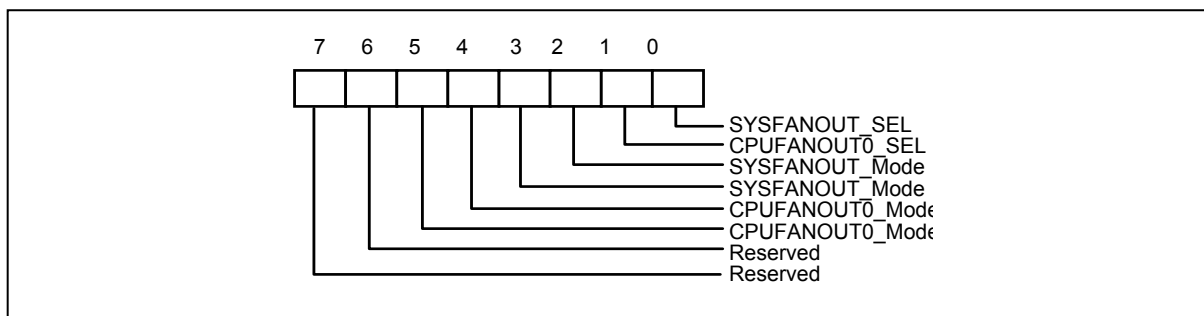 7 6 5 4 3 2 1 0
SYSFANOUT_SEL
CPUFANOUT0_SEL
SYSFANOUT_Mode
SYSFANOUT_Mode
CPUFANOUT0_Mode
CPUFANOUT0_Mode
Reserved
Reserved